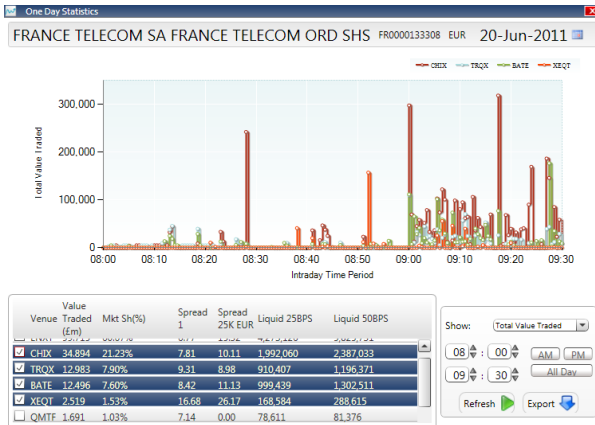 One Day Statistics
FRANCE TELECOM SA FRANCE TELECOM ORD SHS FR0000133308 EUR 20-Jun-2011
CHIX TRQX BATE XEQT
300,000
200,000
100,000
0
Total Value Traded
08:00 08:10 08:20 08:30 08:40 08:50 09:00 09:10 09:20 09:30
Intraday Time Period
Venue Value Traded (£m) Mkt Sh(%) Spread 1 Spread 25K EUR Liquid 25BPS Liquid 50BPS
CHIX 34.894 21.23% 7.81 10.11 1,992,060 2,387,033
TRQX 12.983 7.90% 9.31 8.98 910,407 1,196,371
BATE 12.496 7.60% 8.42 11.13 999,439 1,302,511
XEQT 2.519 1.53% 16.68 26.17 168,584 288,615
QMTF 1.691 1.03% 7.14 0.00 78,611 81,376
Show: Total Value Traded
08 : 00 AM PM
09 : 30 All Day
Refresh Export